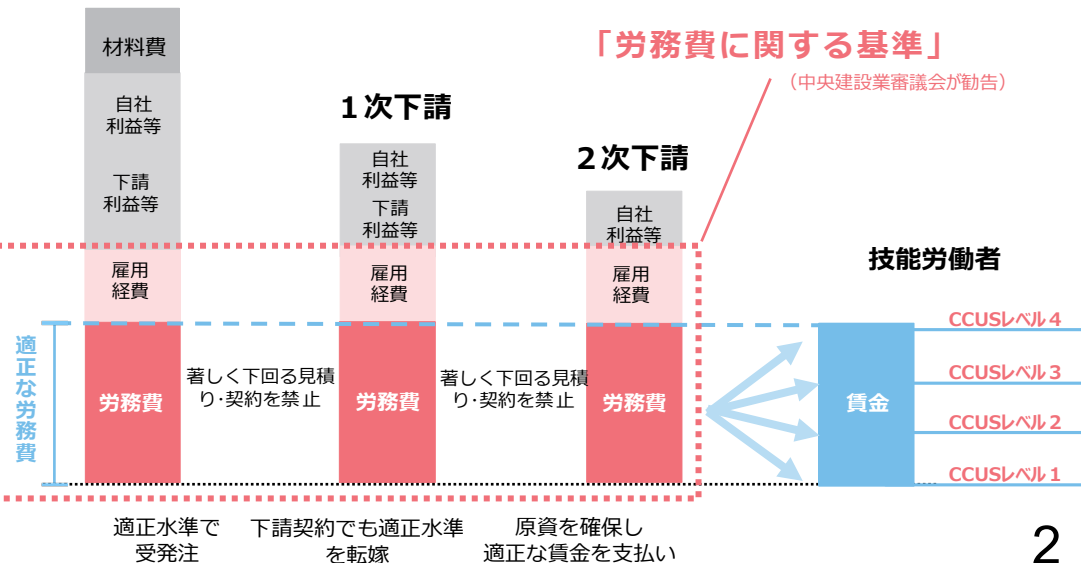 「労務費に関する基準」
（中央建設業審議会が勧告）
材料費
自社
利益等
下請
利益等
雇用
経費
労務費
適正な労務費
著しく下回る見積
り･契約を禁止
１次下請
自社
利益等
下請
利益等
雇用
経費
労務費
著しく下回る見積
り･契約を禁止
２次下請
自社
利益等
雇用
経費
労務費
技能労働者
賃金
CCUSレベル４
CCUSレベル３
CCUSレベル２
CCUSレベル１
適正水準で
受発注
下請契約でも適正水準
を転嫁
原資を確保し
適正な賃金を支払い
2